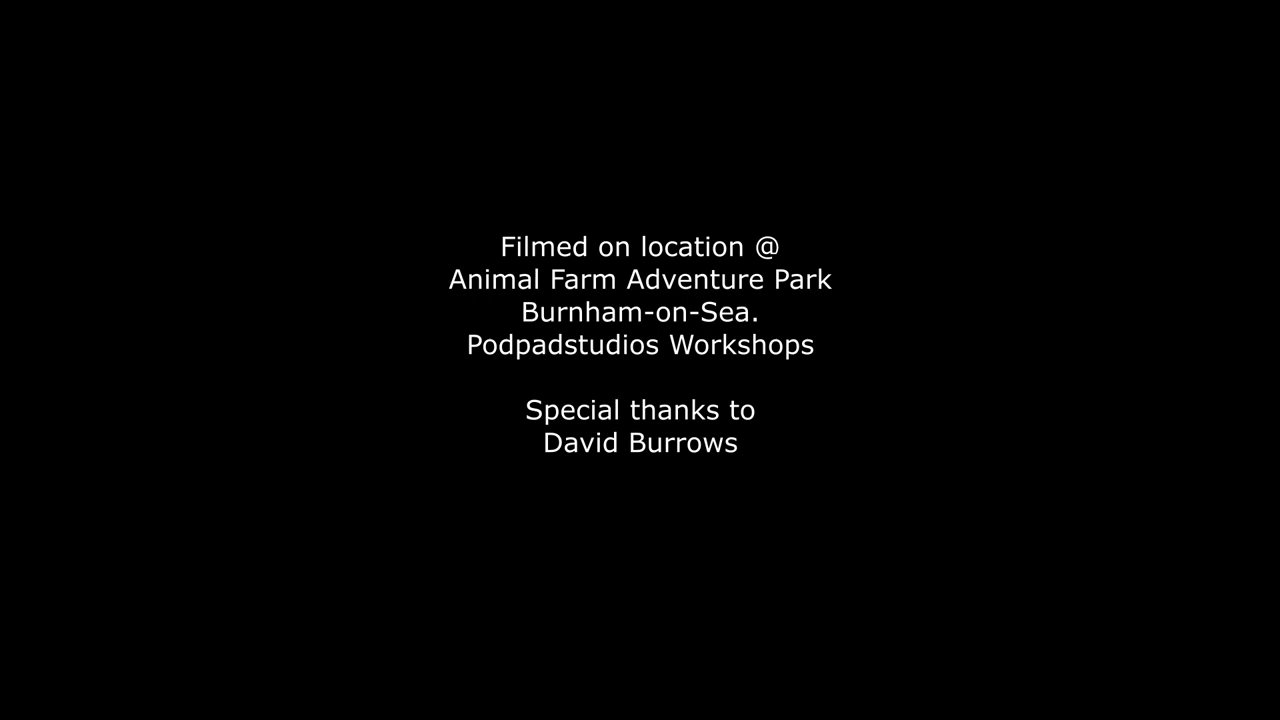 Filmed on location @
Animal Farm Adventure Park
Burnham-on-Sea.
Podpadstudios Workshops
Special thanks to
David Burrows